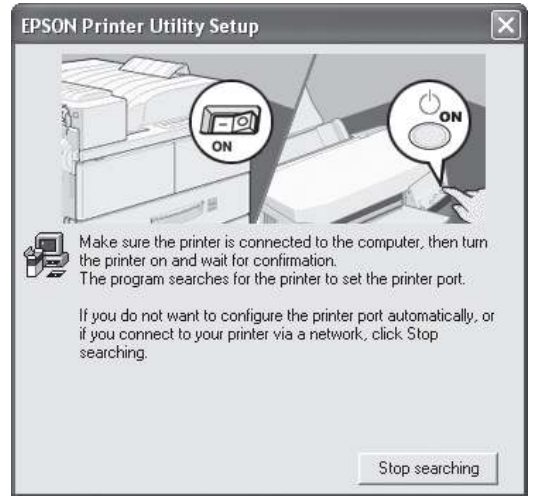 EPSON Printer Utility Setup
ON
ON
Make sure the printer is connected to the computer, then turn
the printer on and wait for confirmation.
The program searches for the printer to set the printer port.
If you do not want to configure the printer port automatically, or
if you connect to your printer via a network, click Stop
searching.
Stop searching